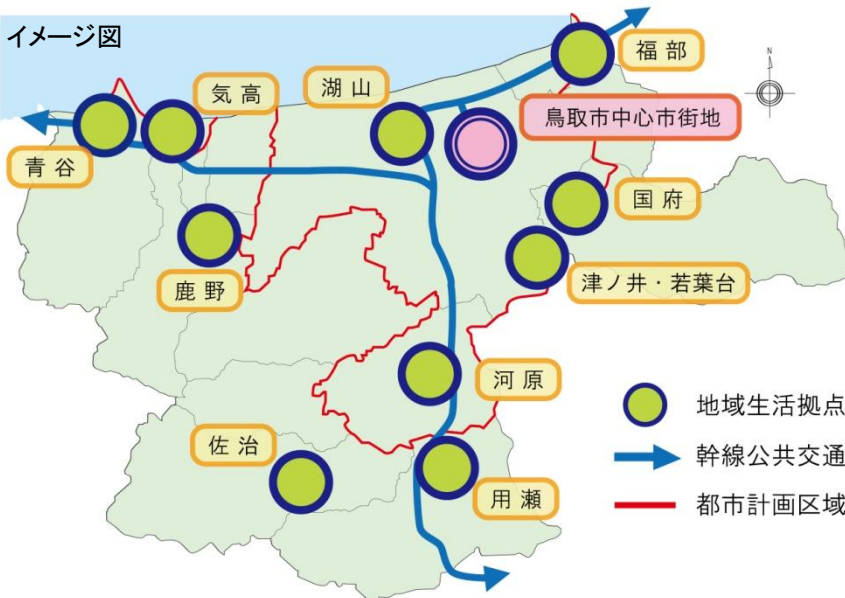 イメージ図
福部
湖山
気高
鳥取市中心市街地
青谷
国府
鹿野
津ノ井・若葉台
河原
佐治
用瀬
地域生活拠点
幹線公共交通
都市計画区域
N